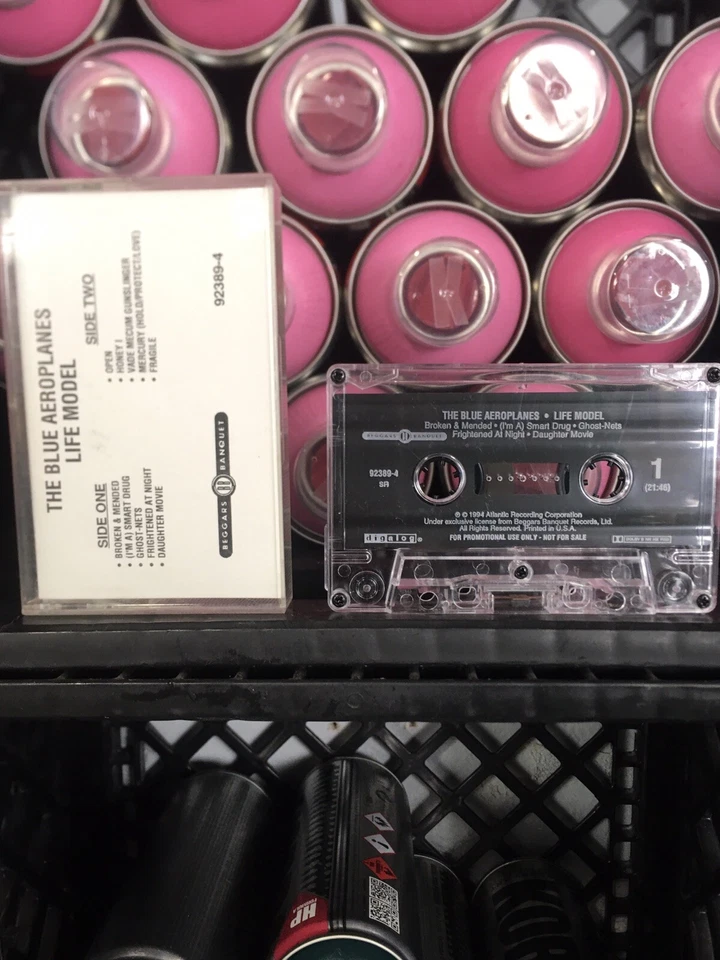 THE BLUE AEROPLANES
LIFE MODEL
SIDE ONE
• BROKEN & MENDED
• (I'M A) SMART DRUG
• GHOST-NETS
• FRIGHTENED AT NIGHT
• DAUGHTER MOVIE
SIDE TWO
• OPEN
• HONEY I
• VADE MECUM GUNSLINGER
• MERCURY (HOLD/PROTECT/LOVE)
• FRAGILE
BEGGARS BANQUET
92389-4
THE BLUE AEROPLANES • LIFE MODEL
Broken & Mended • (I'm A) Smart Drug • Ghost-Nets
Frightened At Night • Daughter Movie
BEGGARS BANQUET
92389-4
SR
1
(21:46)
℗ © 1994 Atlantic Recording Corporation
Under exclusive license from Beggars Banquet Records, Ltd.
All Rights Reserved. Printed in U.S.A.
digalog®
FOR PROMOTIONAL USE ONLY - NOT FOR SALE
HP